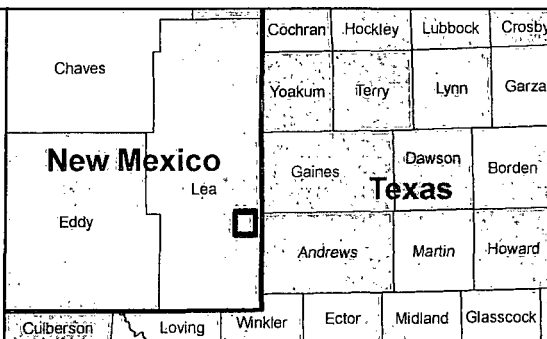 Cochran Hockley Lubbock Crosby
Chaves
Yoakum Terry Lynn Garza
New Mexico
Lea
Gaines Dawson Borden
Texas
Eddy
Andrews Martin Howard
Culberson Loving Winkler Ector Midland Glasscock